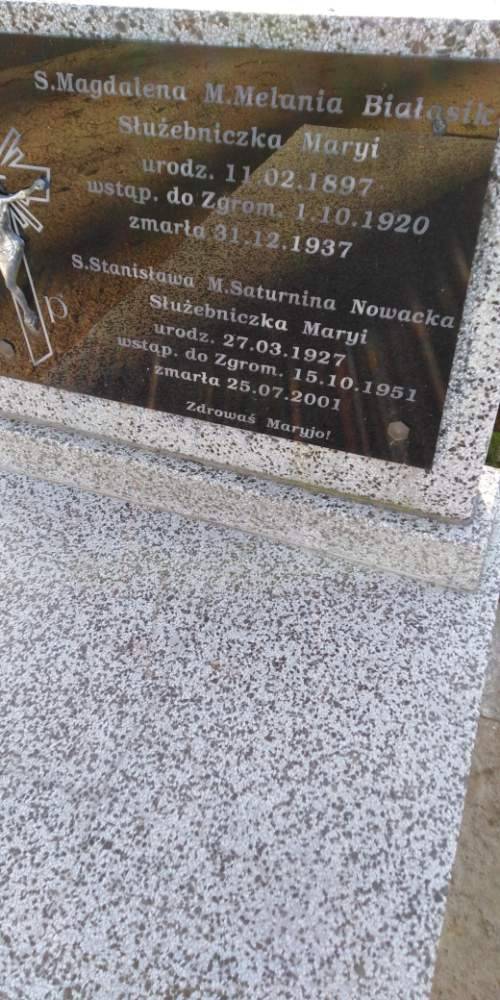 S.Magdalena M.Melania Białasik
Służebniczka Maryi
urodz. 11.02.1897
wstąp. do Zgrom. 1.10.1920
zmarła 31.12.1937
p
S.Stanisława M.Saturnina Nowacka
Służebniczka Maryi
urodz. 27.03.1927
wstąp. do Zgrom. 15.10.1951
zmarła 25.07.2001
Zdrowaś Maryjo!